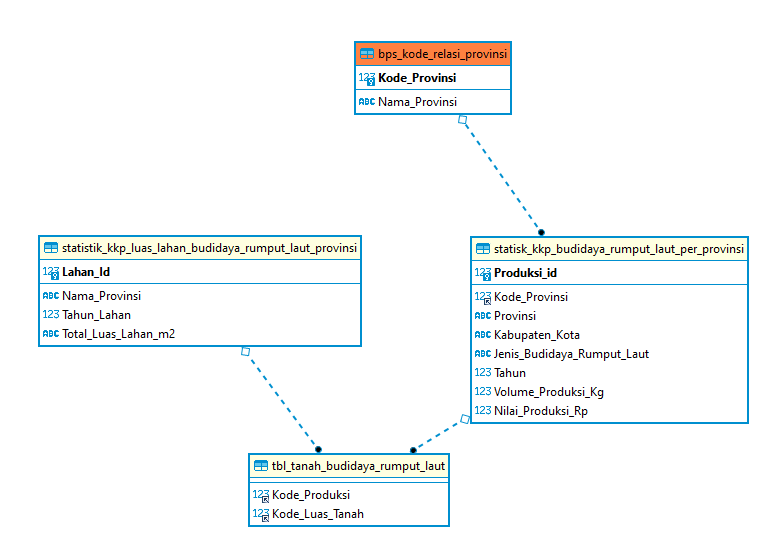 bps_kode_relasi_provinsi
123 Kode_Provinsi
ABC Nama_Provinsi
statistik_kkp_luas_lahan_budidaya_rumput_laut_provinsi
123 Lahan_Id
ABC Nama_Provinsi
123 Tahun_Lahan
ABC Total_Luas_Lahan_m2
statisk_kkp_budidaya_rumput_laut_per_provinsi
123 Produksi_id
123 Kode_Provinsi
ABC Provinsi
ABC Kabupaten_Kota
ABC Jenis_Budidaya_Rumput_Laut
123 Tahun
123 Volume_Produksi_Kg
123 Nilai_Produksi_Rp
tbl_tanah_budidaya_rumput_laut
123 Kode_Produksi
123 Kode_Luas_Tanah